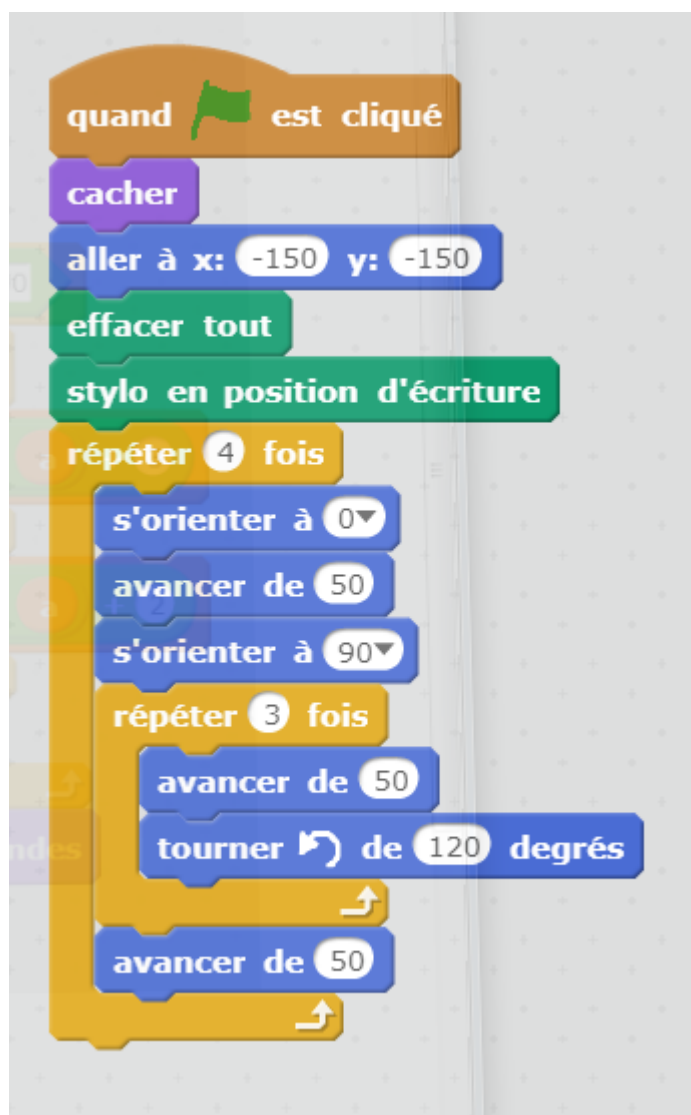 quand est cliqué
cacher
aller à x: -150 y: -150
effacer tout
stylo en position d'écriture
répéter 4 fois
s'orienter à 0
avancer de 50
s'orienter à 90
répéter 3 fois
avancer de 50
tourner de 120 degrés
avancer de 50